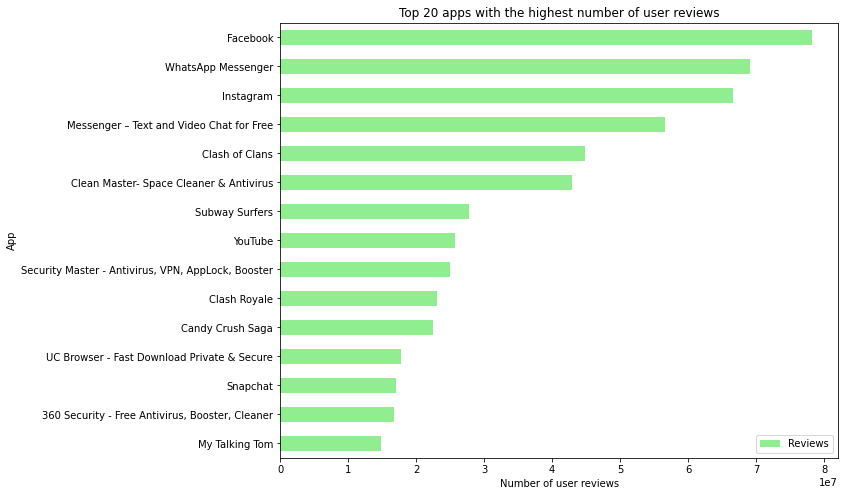 Top 20 apps with the highest number of user reviews
Facebook
WhatsApp Messenger
Instagram
Messenger – Text and Video Chat for Free
Clash of Clans
Clean Master- Space Cleaner & Antivirus
Subway Surfers
YouTube
Security Master - Antivirus, VPN, AppLock, Booster
Clash Royale
Candy Crush Saga
UC Browser - Fast Download Private & Secure
Snapchat
360 Security - Free Antivirus, Booster, Cleaner
My Talking Tom
App
Reviews
0 1 2 3 4 5 6 7 8
1e7
Number of user reviews